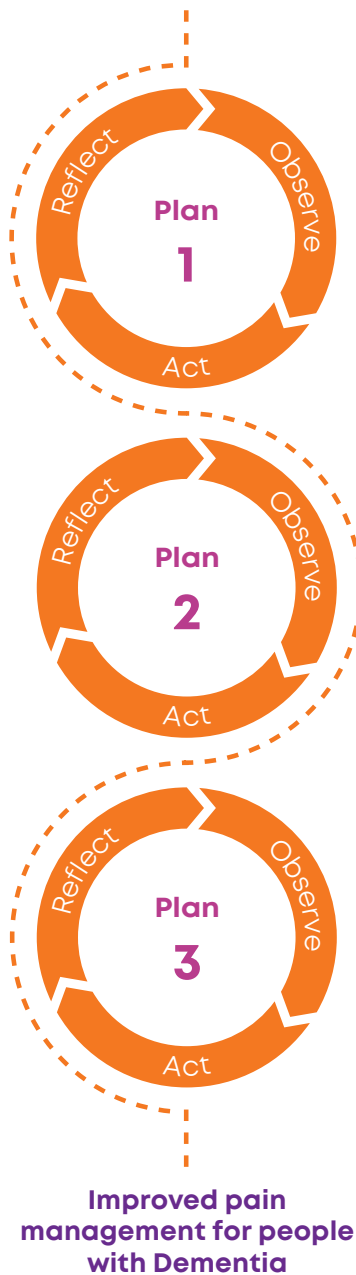 Reflect
Observe
Plan
1
Act
Reflect
Observe
Plan
2
Act
Reflect
Observe
Plan
3
Act
Improved pain
management for people
with Dementia